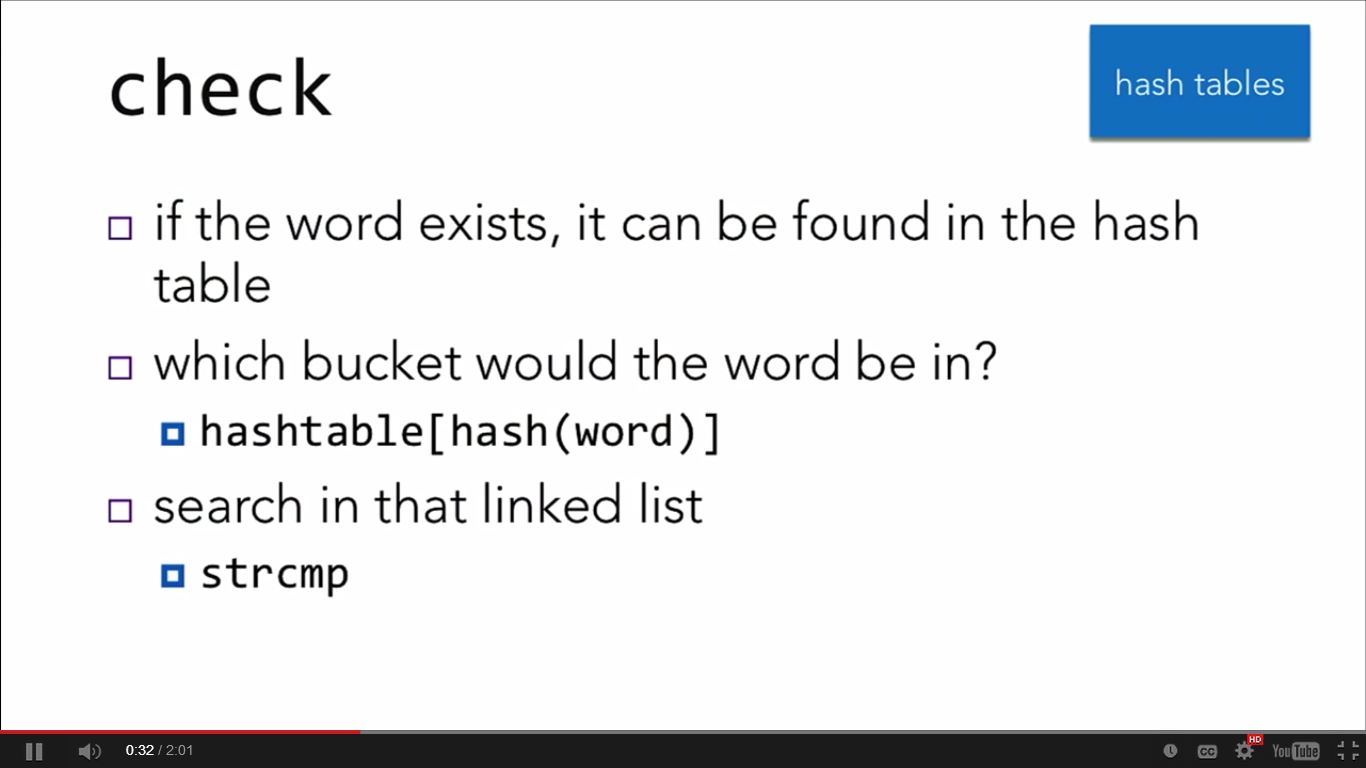 check
hash tables
if the word exists, it can be found in the hash
table
which bucket would the word be in?
hashtable[hash(word)]
search in that linked list
strcmp
0:32 / 2:01
CC
HD
YouTube